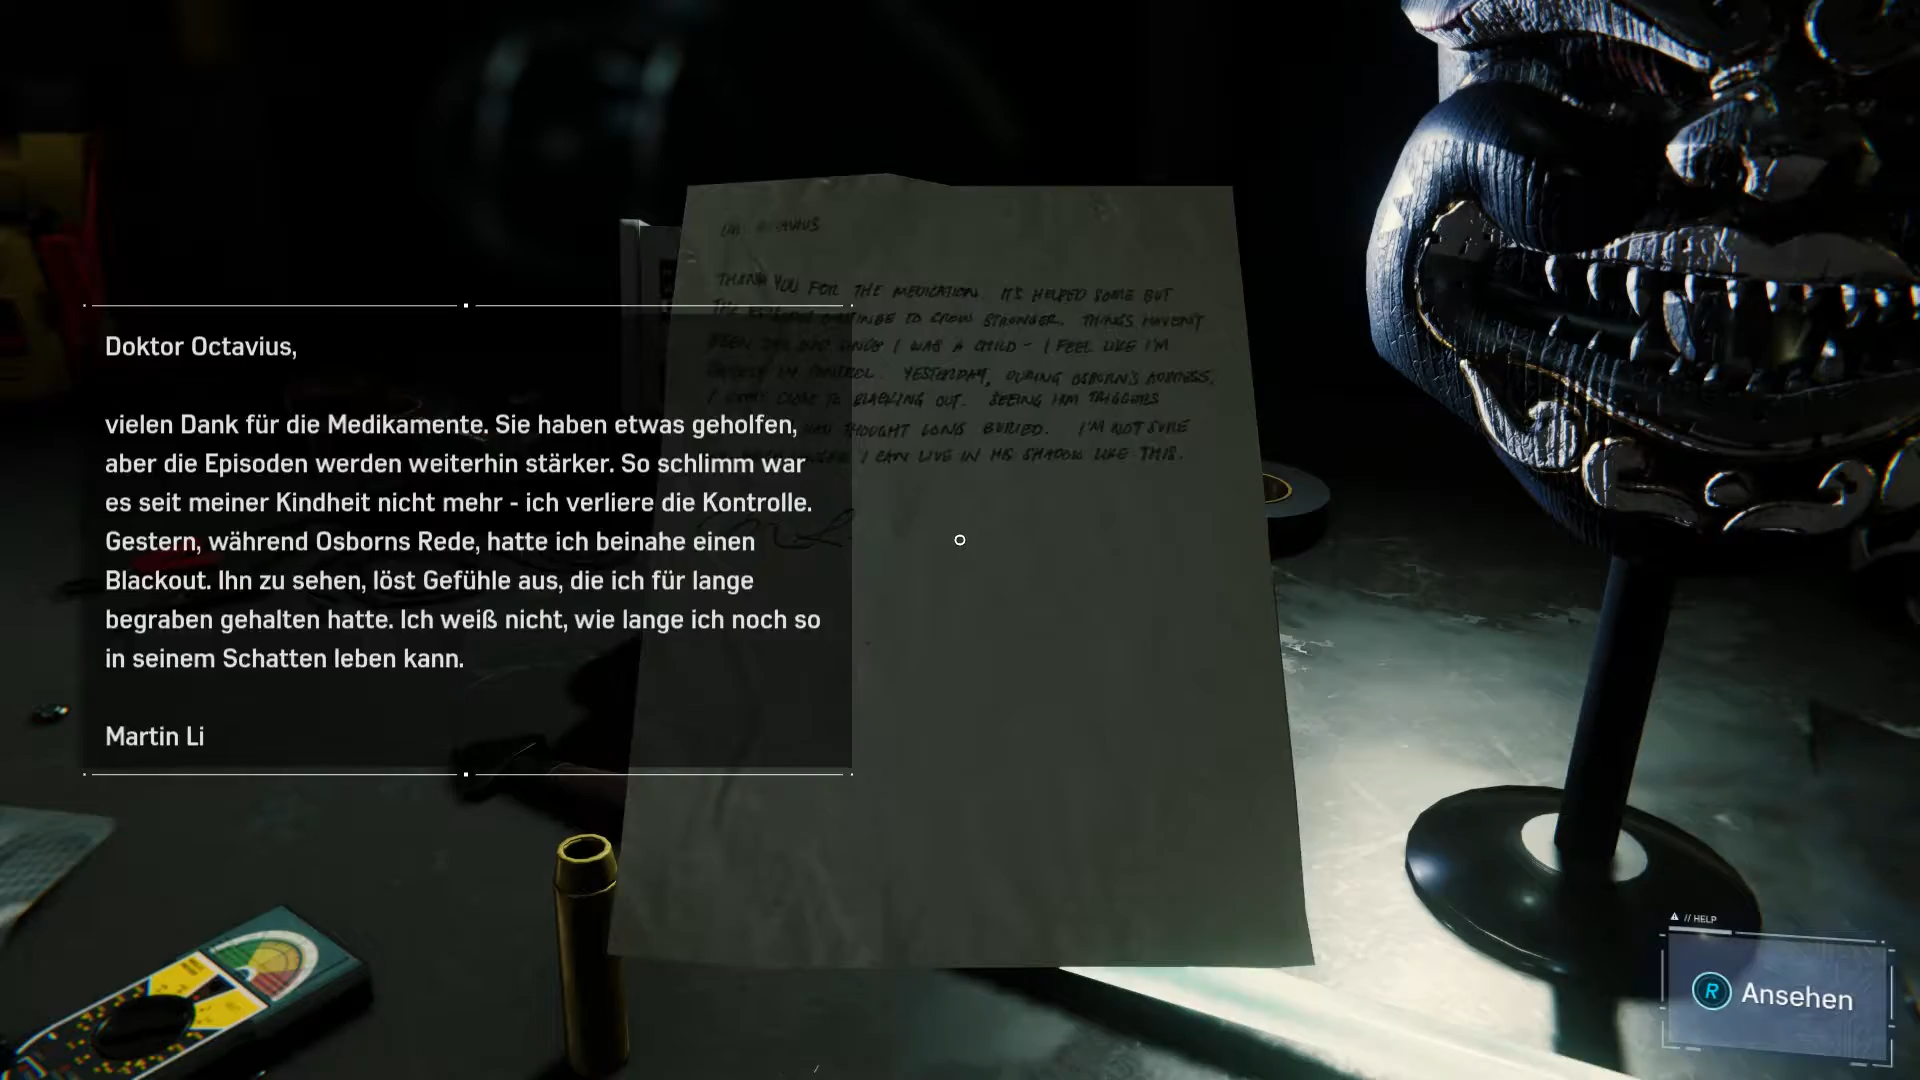 Doktor Octavius,
vielen Dank für die Medikamente. Sie haben etwas geholfen,
aber die Episoden werden weiterhin stärker. So schlimm war
es seit meiner Kindheit nicht mehr - ich verliere die Kontrolle.
Gestern, während Osborns Rede, hatte ich beinahe einen
Blackout. Ihn zu sehen, löst Gefühle aus, die ich für lange
begraben gehalten hatte. Ich weiß nicht, wie lange ich noch so
in seinem Schatten leben kann.
Martin Li
THANK YOU FOR THE MEDICATION. IT'S HELPED SOME BUT
CONTINUE TO GROW STRONGER. THINGS HAVEN'T
SINCE I WAS A CHILD - I FEEL LIKE I'M
CONTROL. YESTERDAY, DURING OSBORN'S ADDRESS,
I CLOSE TO BLACKING OUT. SEEING HIM TRIGGERS
THOUGHT LONG BURIED. I'M NOT SURE
I CAN LIVE IN HIS SHADOW LIKE THIS.
// HELP
R Ansehen